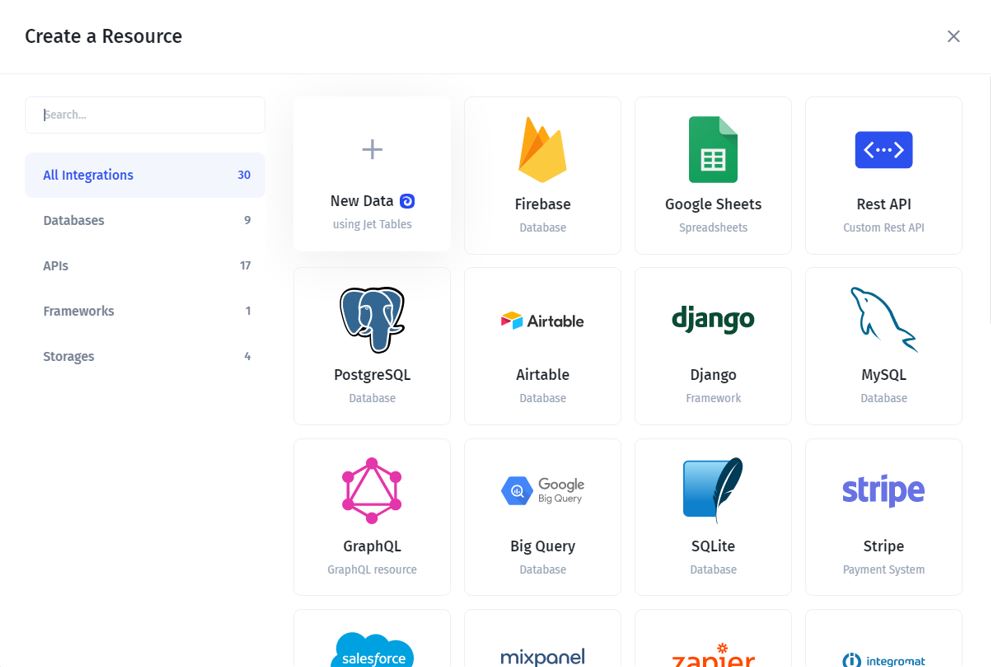 Create a Resource
Search...
All Integrations 30
Databases 9
APIs 17
Frameworks 1
Storages 4
New Data
using Jet Tables
Firebase
Database
Google Sheets
Spreadsheets
Rest API
Custom Rest API
PostgreSQL
Database
Airtable
Airtable
Database
django
Django
Framework
MySQL
Database
GraphQL
GraphQL resource
Google
Big Query
Big Query
Database
SQLite
Database
stripe
Stripe
Payment System
salesforce
mixpanel
zapier
integromat